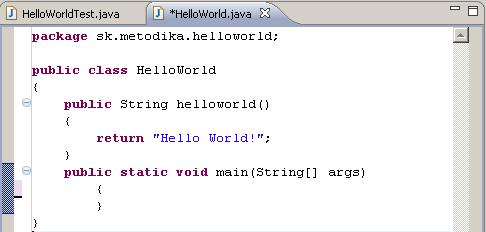 HelloWorldTest.java *HelloWorld.java
package sk.metodika.helloworld;
public class HelloWorld
{
public String helloworld()
{
return "Hello World!";
}
public static void main(String[] args)
{
}
}